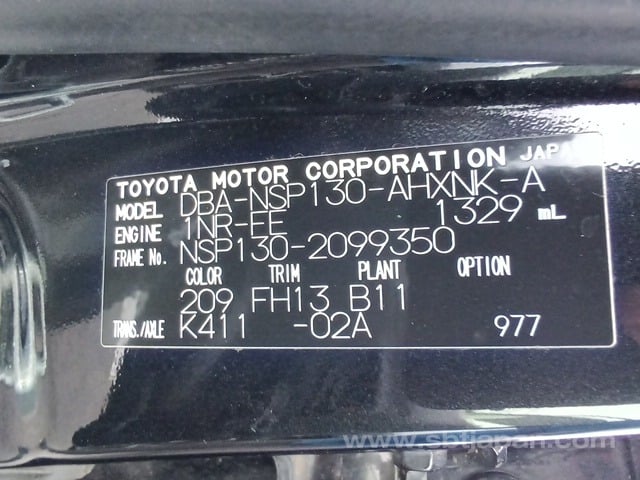 TOYOTA MOTOR CORPORATION JAPAN
MODEL DBA-NSP130-AHXNK-A
ENGINE 1NR-FE 1329 mL
FRAME No. NSP130-2099350
COLOR TRIM PLANT OPTION
209 FH13 B11
TRANS./AXLE K411 -02A 977
www.sbtjapan.com